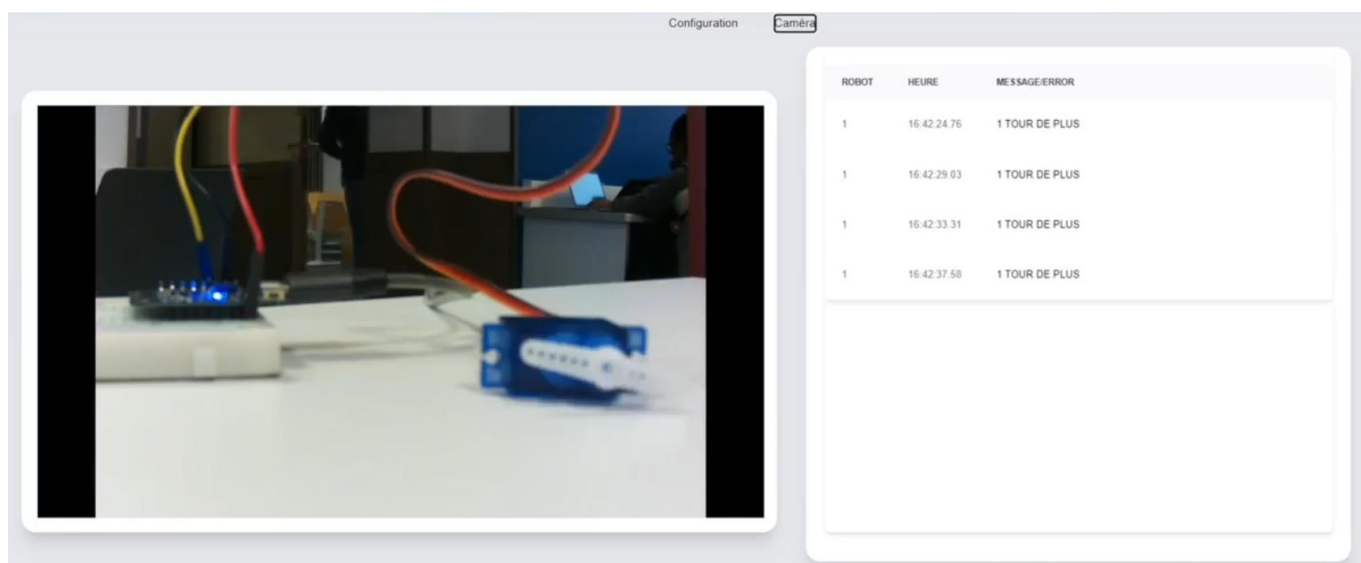 Configuration Caméra
ROBOT HEURE MESSAGE/ERROR
1 16:42:24.76 1 TOUR DE PLUS
1 16:42:29.03 1 TOUR DE PLUS
1 16:42:33.31 1 TOUR DE PLUS
1 16:42:37.58 1 TOUR DE PLUS